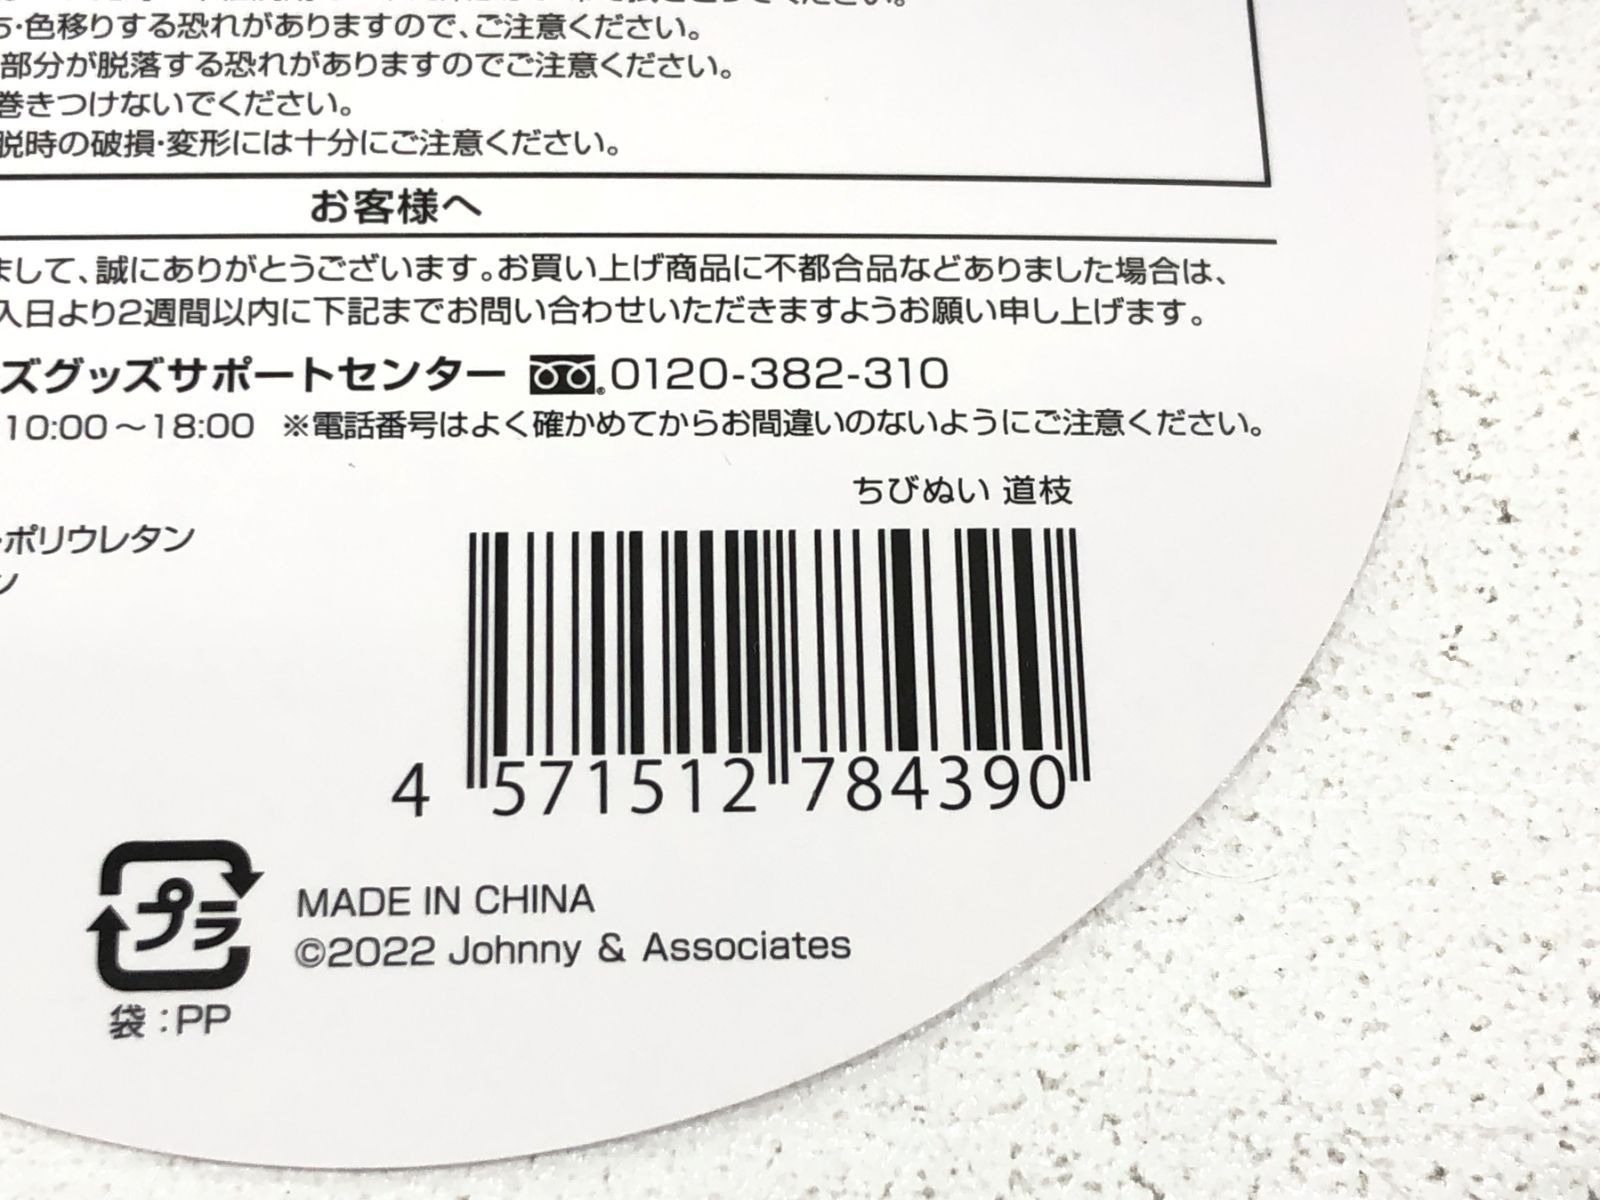 ください。
・色移りする恐れがありますので、ご注意ください。
部分が脱落する恐れがありますのでご注意ください。
巻きつけないでください。
脱時の破損・変形には十分にご注意ください。
お客様へ
まして、誠にありがとうございます。お買い上げ商品に不都合品などありました場合は、
入日より2週間以内に下記までお問い合わせいただきますようお願い申し上げます。
ズグッズサポートセンター 0120-382-310
10:00～18:00 ※電話番号はよく確かめてからお間違いのないようにご注意ください。
ちびぬい 道枝
・ポリウレタン
ン
4 571512 784390
プラ
MADE IN CHINA
©2022 Johnny & Associates
袋：PP